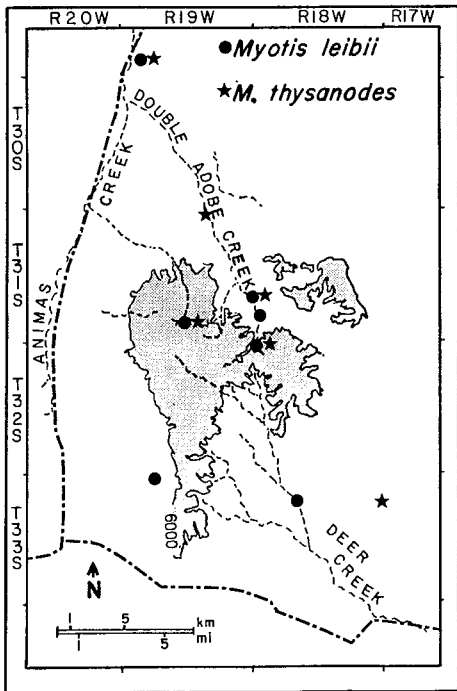 R20W R19W R18W R17W
Myotis leibii
M. thysanodes
T30S
T31S
T32S
T33S
DOUBLE ADOBE CREEK
ANIMAS CREEK
6000
DEER CREEK
N
1 5 km
1 5 mi